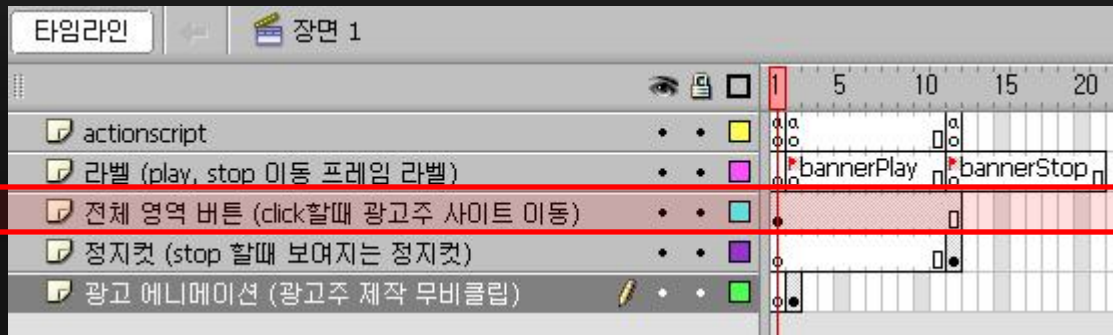 타임라인 장면 1
1 5 10 15 20
actionscript a a a
라벨 (play, stop 이동 프레임 라벨) bannerPlay bannerStop
전체 영역 버튼 (click할때 광고주 사이트 이동)
정지컷 (stop 할때 보여지는 정지컷)
광고 에니메이션 (광고주 제작 무비클립)